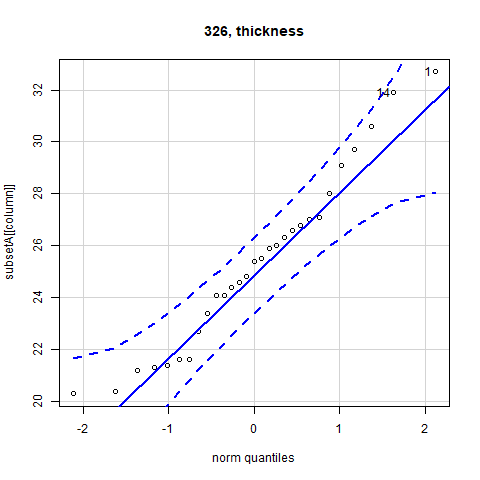 326, thickness
subsetA[[column]]
32
30
28
26
24
22
20
1
14
-2 -1 0 1 2
norm quantiles